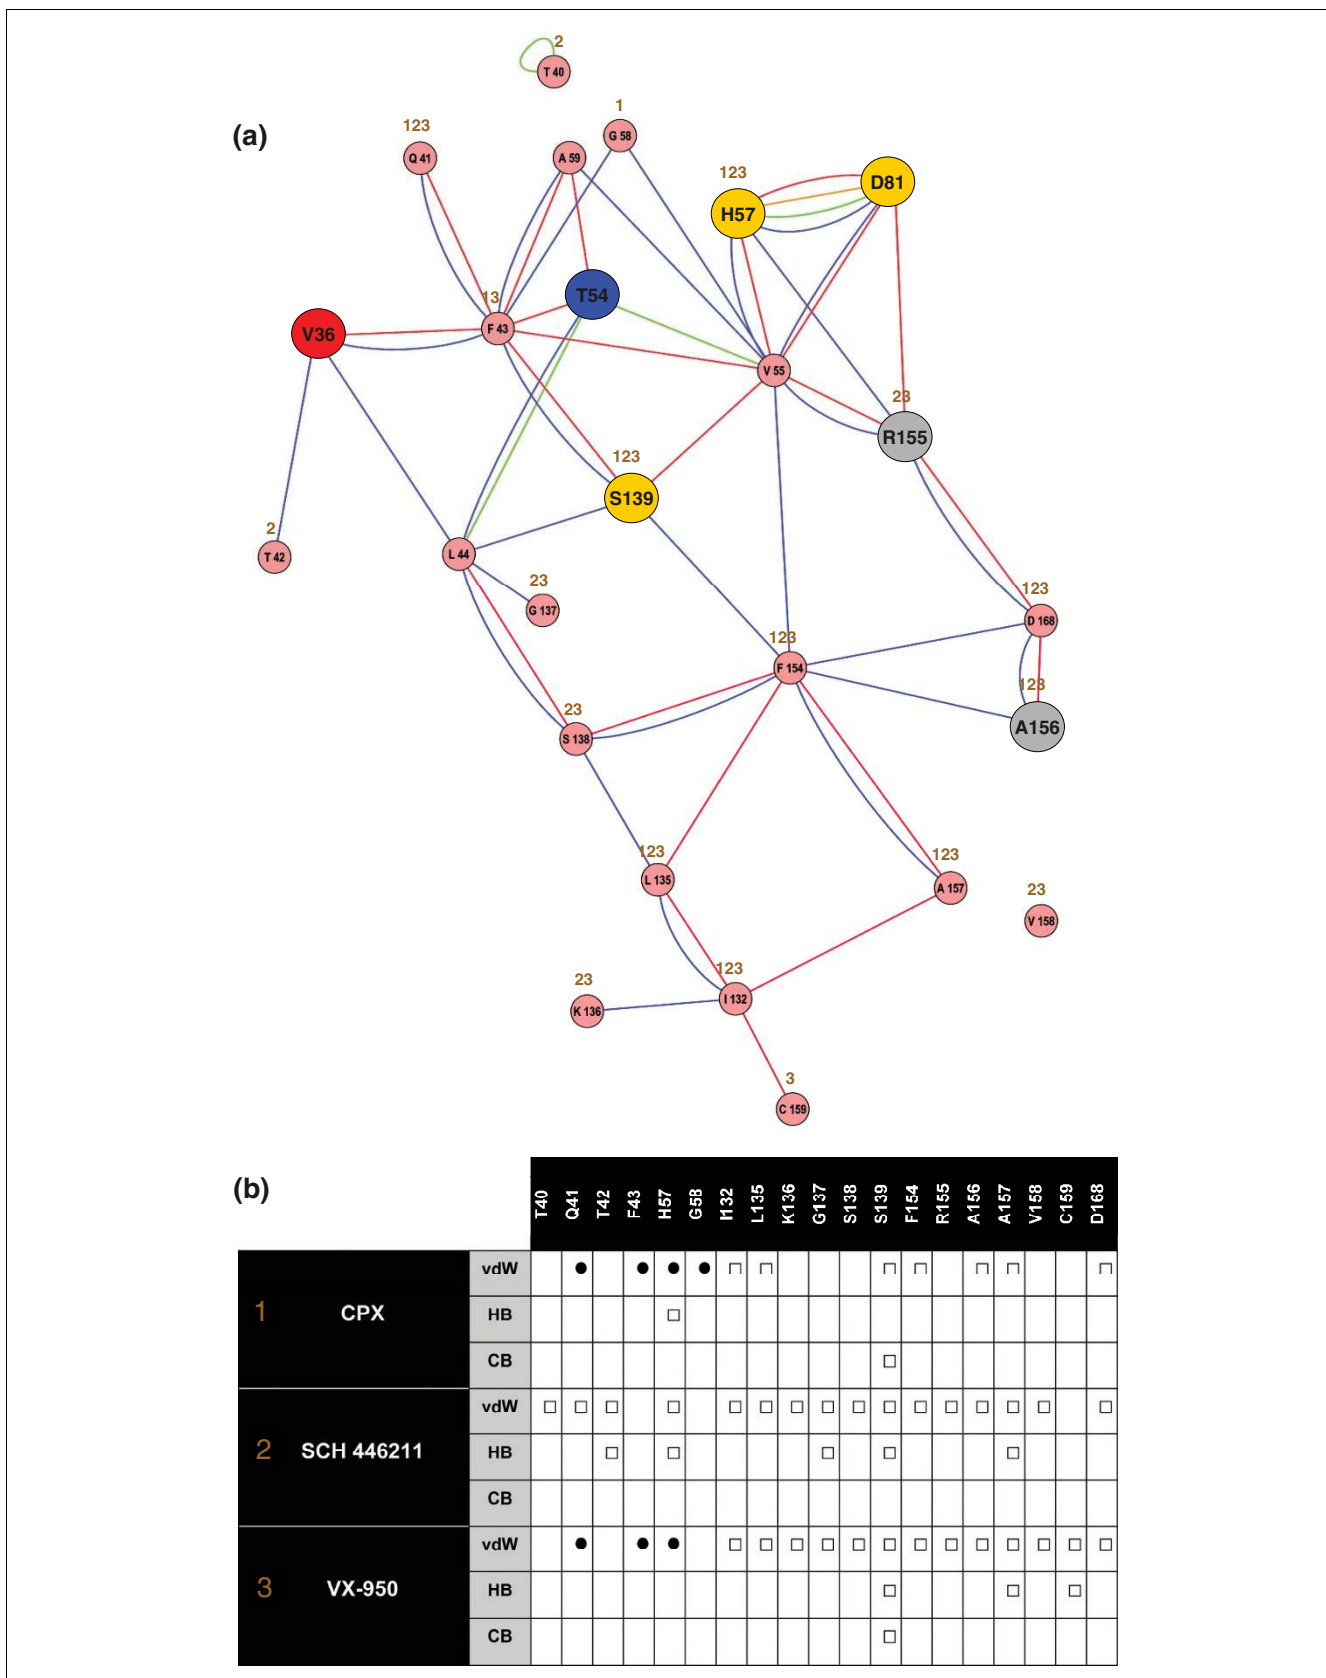 2
T 40
(a)
1
G 58
123
Q 41
A 59
123
D81
H57
T54
13
F 43
V36
V 55
23
R155
123
S139
2
T 42
L 44
23
G 137
123
D 168
123
F 154
123
A156
23
S 138
123
L 135
123
A 157
23
V 158
123
I 132
23
K 136
3
C 159
(b)
T40 Q41 T42 F43 H57 G58 I132 L135 K136 G137 S138 S139 F154 R155 A156 A157 V158 C159 D168
vdW
1 CPX HB
CB
vdW
2 SCH 446211 HB
CB
vdW
3 VX-950 HB
CB